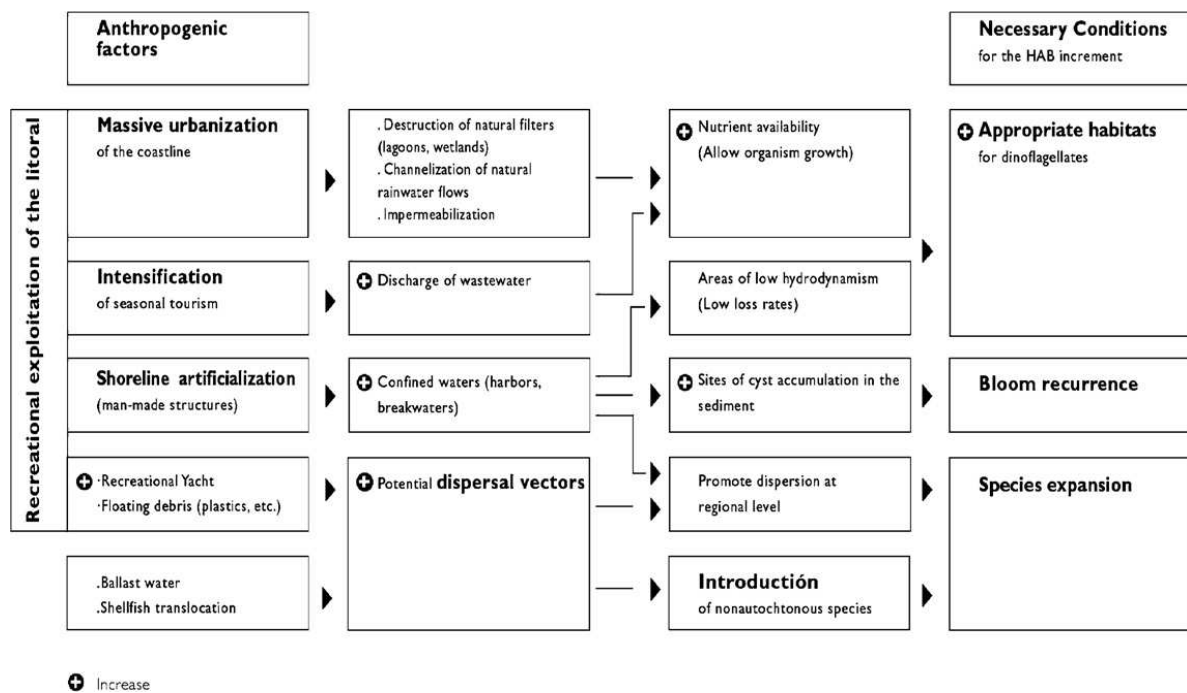 Anthropogenic
factors
Necessary Conditions
for the HAB increment
Recreational exploitation of the litoral
Massive urbanization
of the coastline
. Destruction of natural filters
(lagoons, wetlands)
. Channelization of natural
rainwater flows
. Impermeabilization
Nutrient availability
(Allow organism growth)
Appropriate habitats
for dinoflagellates
Intensification
of seasonal tourism
Discharge of wastewater
Areas of low hydrodynamism
(Low loss rates)
Shoreline artificialization
(man-made structures)
Confined waters (harbors,
breakwaters)
Sites of cyst accumulation in the
sediment
Bloom recurrence
·Recreational Yacht
·Floating debris (plastics, etc.)
Potential dispersal vectors
Promote dispersion at
regional level
Species expansion
.Ballast water
.Shellfish translocation
Introductión
of nonautochtonous species
Increase